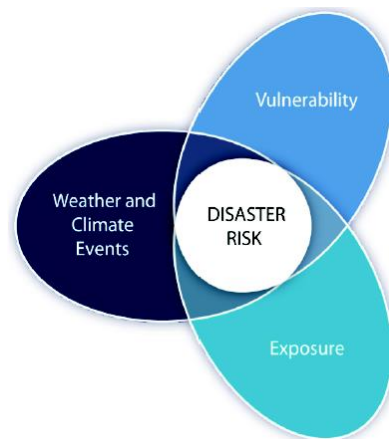 Vulnerability
Weather and
Climate
Events
DISASTER
RISK
Exposure